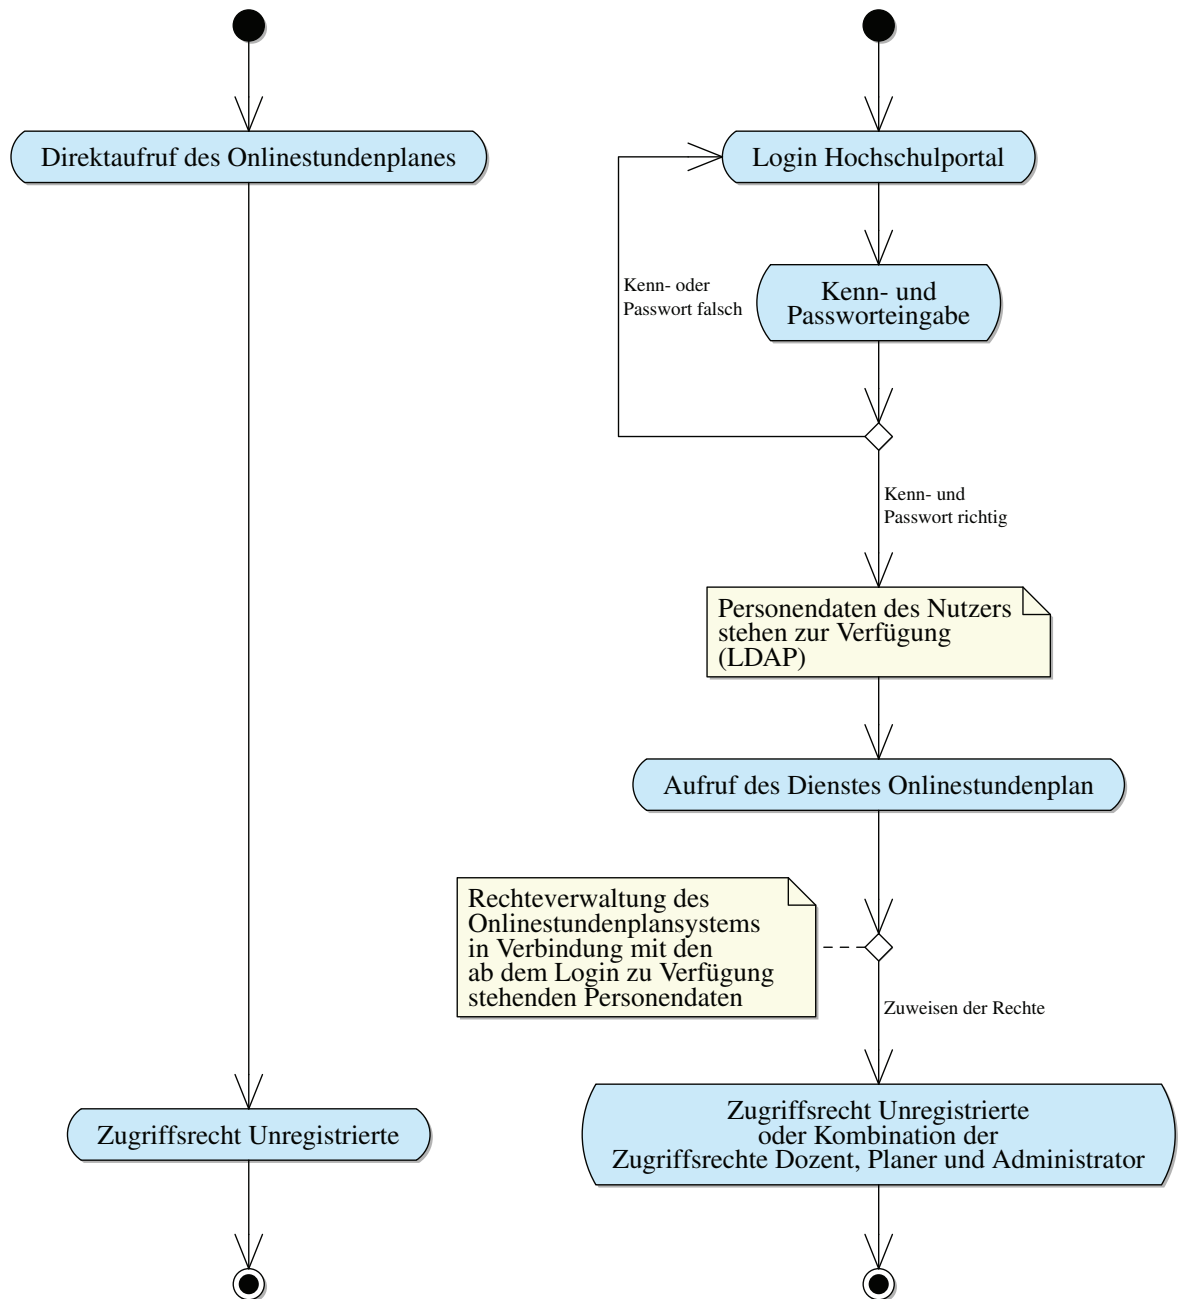 Direktaufruf des Onlinestundenplanes
Login Hochschulportal
Kenn- oder
Passwort falsch
Kenn- und
Passworteingabe
Kenn- und
Passwort richtig
Personendaten des Nutzers
stehen zur Verfügung
(LDAP)
Aufruf des Dienstes Onlinestundenplan
Rechteverwaltung des
Onlinestundenplansystems
in Verbindung mit den
ab dem Login zu Verfügung
stehenden Personendaten
Zuweisen der Rechte
Zugriffsrecht Unregistrierte
Zugriffsrecht Unregistrierte
oder Kombination der
Zugriffsrechte Dozent, Planer und Administrator